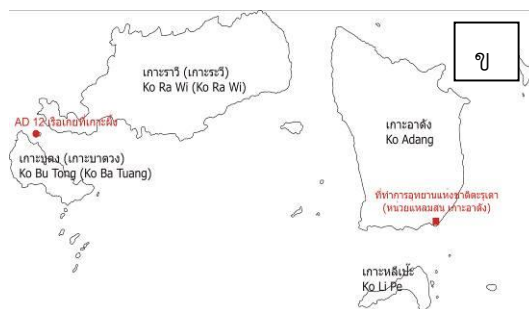 ข
เกาะราวี (เกาะระวี)
Ko Ra Wi (Ko Ra Wi)
AD 12 เรือเกยที่เกาะผึ้ง
เกาะอาดัง
Ko Adang
เกาะบูตง (เกาะบาตวง)
Ko Bu Tong (Ko Ba Tuang)
ที่ทำการอุทยานแห่งชาติตะรุเตา
(หน่วยแหลมสน เกาะอาดัง)
เกาะหลีเป๊ะ
Ko Li Pe